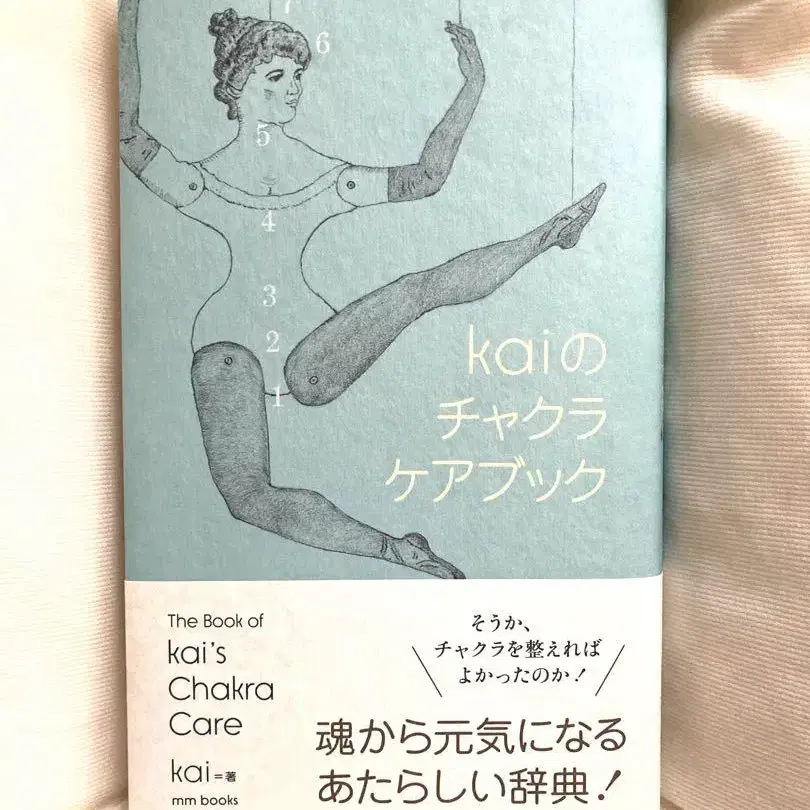 7
6
5
4
3
2
1
kaiの
チャクラ
ケアブック
The Book of
kai's
Chakra
Care
kai=著
mm books
そうか、
チャクラを整えれば
よかったのか!
魂から元気になる
あたらしい辞典!